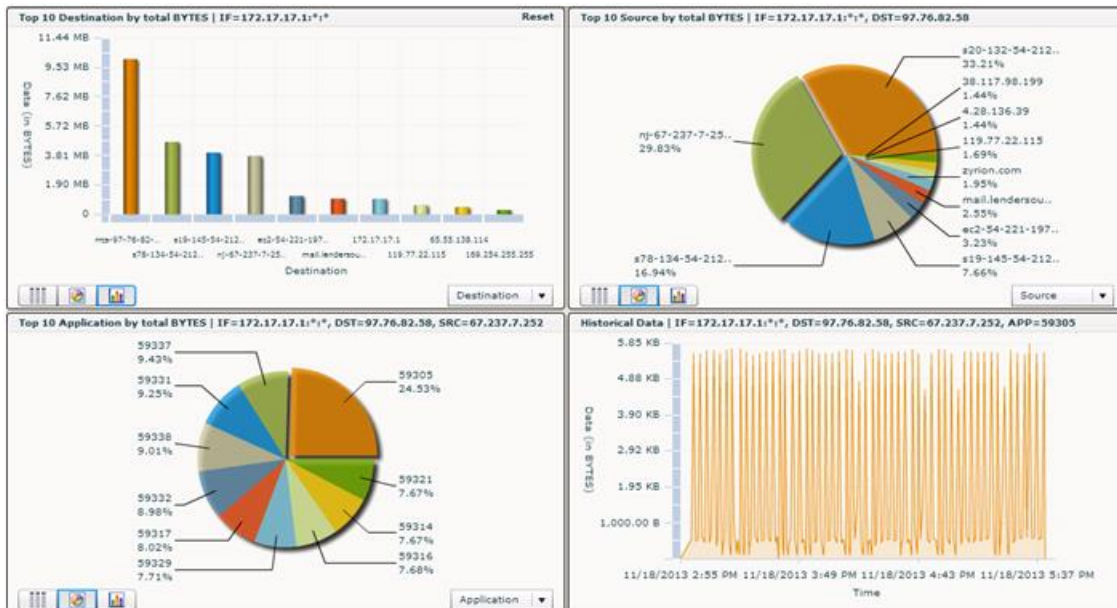 Top 10 Destination by total BYTES | IF=172.17.17.1:*:*
Reset
11.44 MB
9.53 MB
7.62 MB
5.72 MB
3.81 MB
1.90 MB
0
Data (in BYTES)
s19-145-54-212..
ec2-54-221-197..
172.17.17.1
65.55.138.114
s78-134-54-212..
nj-67-237-7-25..
mail.lendersou..
119.77.22.115
169.254.255.255
Destination
Destination
Top 10 Source by total BYTES | IF=172.17.17.1:*:*, DST=97.76.82.58
s20-132-54-212..
33.21%
38.117.98.199
1.44%
4.28.136.39
1.44%
119.77.22.115
1.69%
zyrion.com
1.95%
mail.lendersou..
2.55%
ec2-54-221-197..
3.23%
s19-145-54-212..
7.66%
nj-67-237-7-25..
29.83%
s78-134-54-212..
16.94%
Source
Top 10 Application by total BYTES | IF=172.17.17.1:*:*, DST=97.76.82.58, SRC=67.237.7.252
59337
9.43%
59331
9.25%
59338
9.01%
59332
8.98%
59317
8.02%
59329
7.71%
59305
24.53%
59321
7.67%
59314
7.67%
59316
7.68%
Application
Historical Data | IF=172.17.17.1:*:*, DST=97.76.82.58, SRC=67.237.7.252, APP=59305
5.85 KB
4.88 KB
3.90 KB
2.92 KB
1.95 KB
1,000.00 B
Data (in BYTES)
11/18/2013 2:55 PM
11/18/2013 3:49 PM
11/18/2013 4:43 PM
11/18/2013 5:37 PM
Time